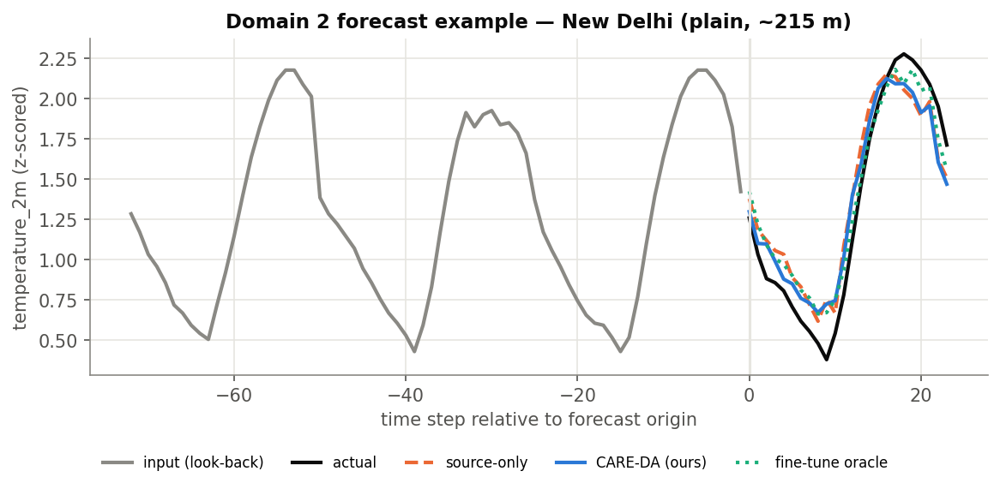 Domain 2 forecast example — New Delhi (plain, ~215 m)
temperature_2m (z-scored)
2.25
2.00
1.75
1.50
1.25
1.00
0.75
0.50
−60 −40 −20 0 20
time step relative to forecast origin
input (look-back) actual source-only CARE-DA (ours) fine-tune oracle